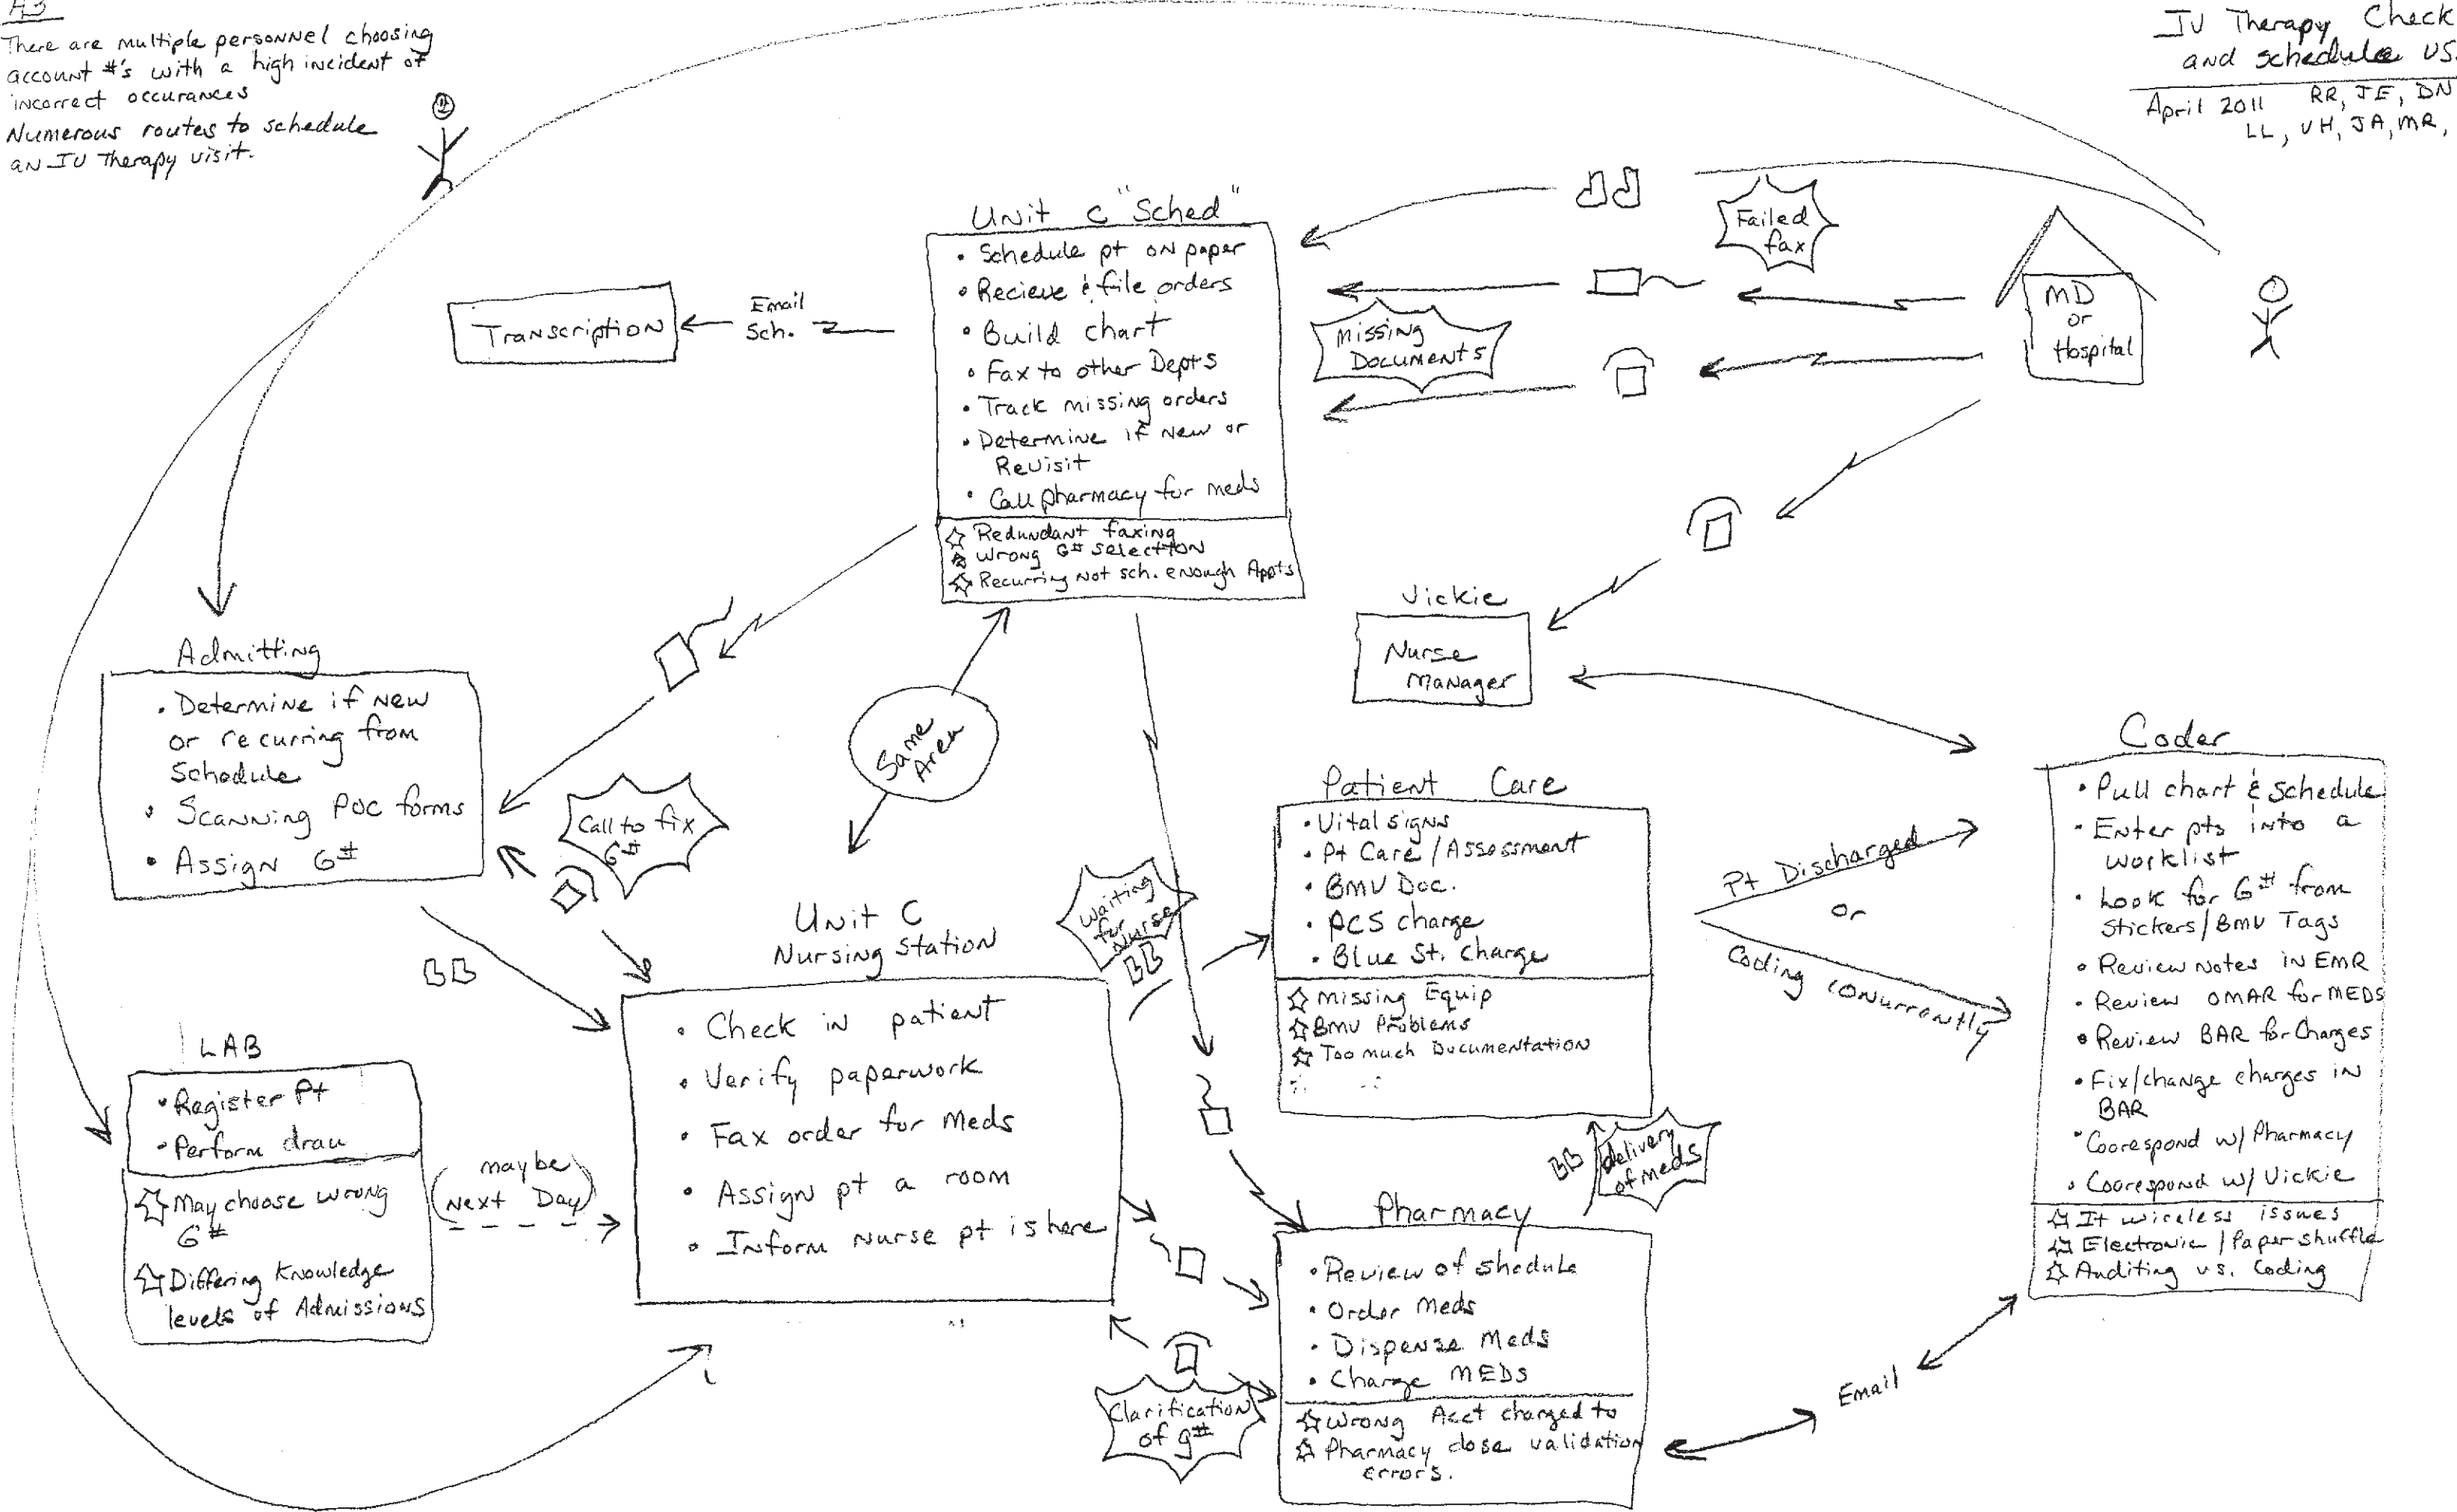 A3
There are multiple personnel choosing
account #'s with a high incident of
incorrect occurances
Numerous routes to schedule
an IV Therapy visit.
IV Therapy Check
and schedule VS.
April 2011 RR, JE, DN
LL, VH, JA, MR,
Unit C "Sched"
• Schedule pt on paper
• Recieve & file orders
• Build chart
• Fax to other Depts
• Track missing orders
• Determine if New or
Revisit
• Call pharmacy for meds
Redundant faxing
Wrong G# selection
Recurring Not sch. enough Appts
Transcription
Email
Sch.
Failed
fax
Missing
Documents
MD
or
Hospital
Vickie
Nurse
Manager
Same
Area
Admitting
• Determine if New
or recurring from
Schedule
• Scanning POC forms
• Assign G#
Call to fix
G#
LAB
• Register Pt
• Perform draw
May choose wrong
G#
Differing Knowledge
levels of Admissions
(maybe
Next Day)
Unit C
Nursing Station
• Check in patient
• Verify paperwork
• Fax order for Meds
• Assign pt a room
• Inform Nurse pt is here
Waiting
for
Nurse
Patient Care
• Vital signs
• Pt Care / Assessment
• BMV Doc.
• PCS charge
• Blue St. Charge
Missing Equip
BMV Problems
Too much Documentation
delivery
of meds
Pharmacy
• Review of shedule
• Order Meds
• Dispense Meds
• Charge MEDs
Wrong Acct charged to
Pharmacy dose validation
errors.
Clarification
of g#
Pt Discharged
or
Coding conurrantly
Coder
• Pull chart & Schedule
• Enter pts into a
worklist
• Look for G# from
Stickers/BMV Tags
• Review Notes in EMR
• Review OMAR for MEDS
• Review BAR for Charges
• Fix/change charges in
BAR
• Coorespond w/ Pharmacy
• Coorespond w/ Vickie
It wireless issues
Electronic / Paper shuffle
Auditing vs. Coding
Email